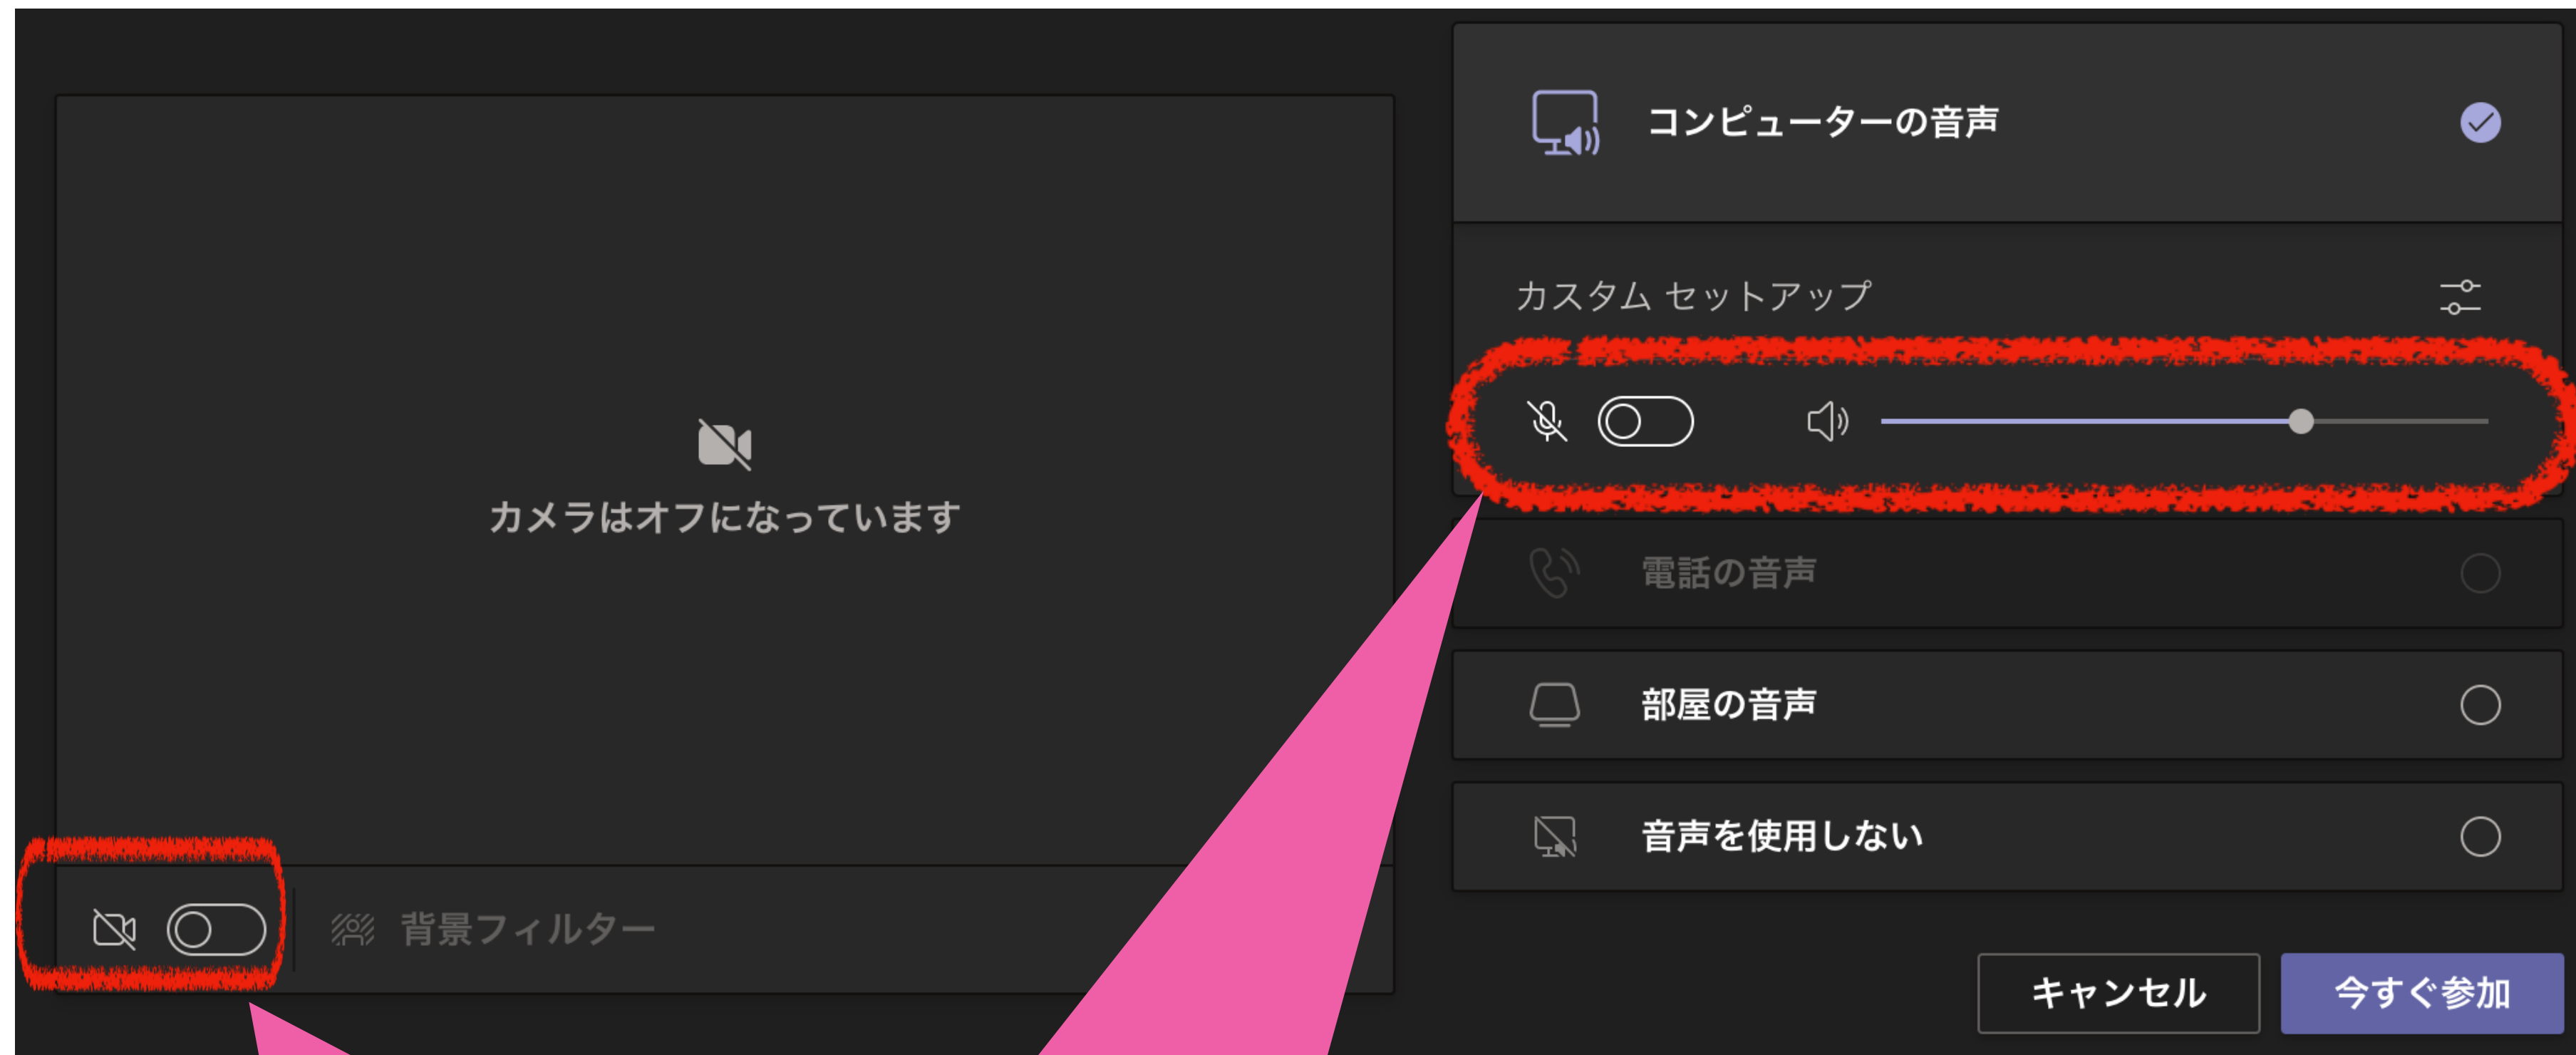 コンピューターの音声
カスタム セットアップ
カメラはオフになっています
電話の音声
部屋の音声
音声を使用しない
背景フィルター
キャンセル
今すぐ参加